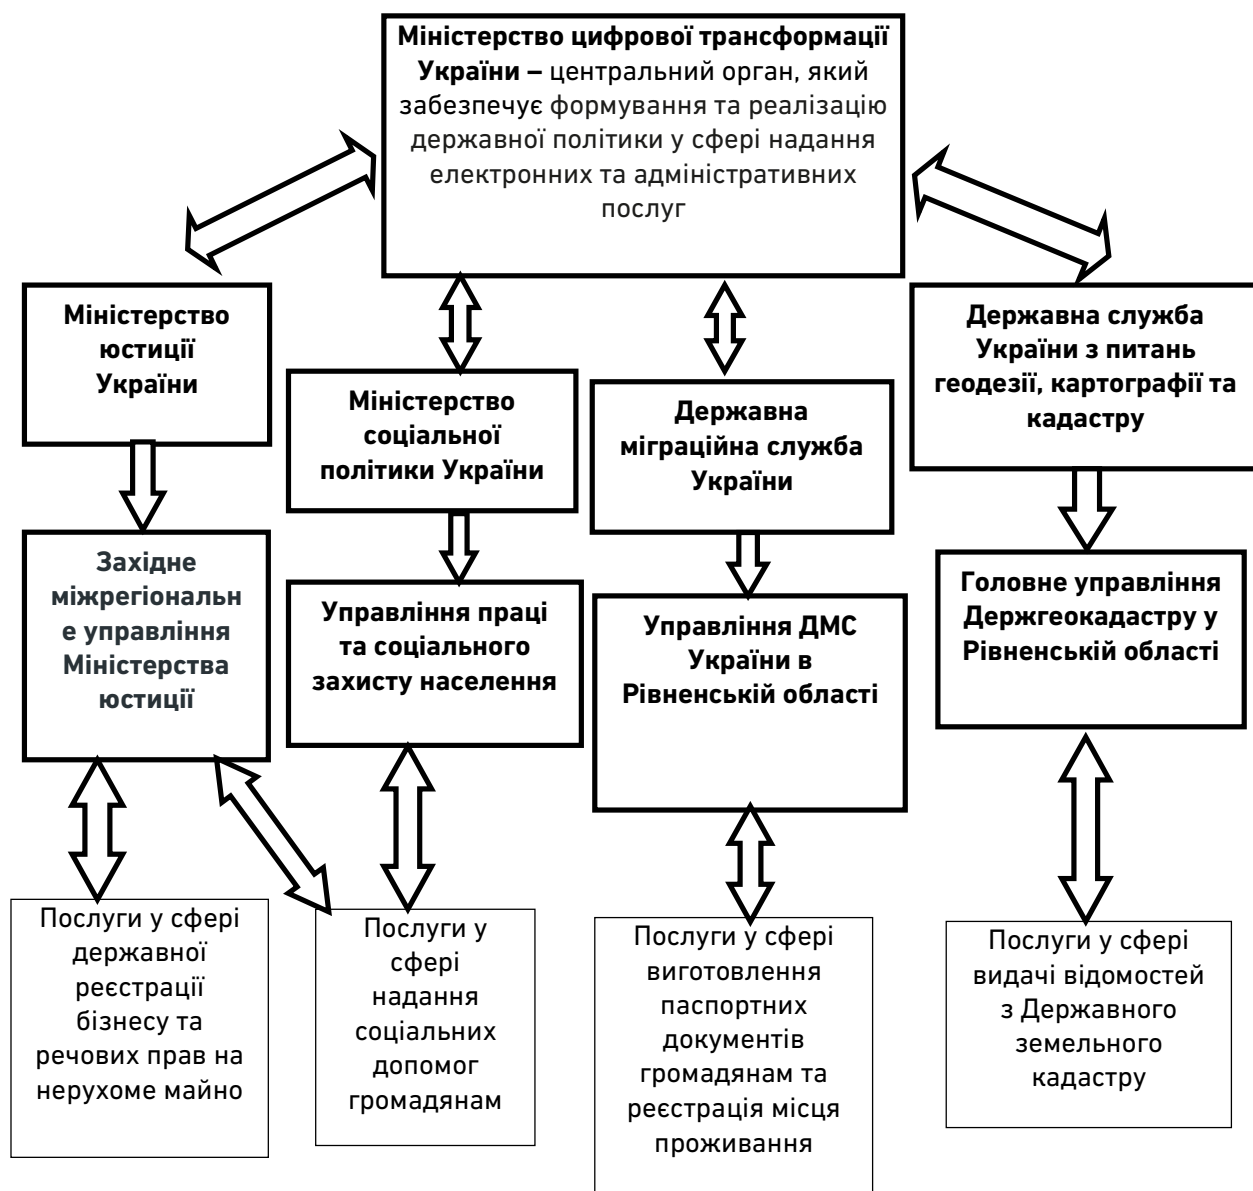 Міністерство цифрової трансформації
України – центральний орган, який
забезпечує формування та реалізацію
державної політики у сфері надання
електронних та адміністративних
послуг
Міністерство
юстиції
України
Міністерство
соціальної
політики України
Державна
міграційна служба
України
Державна служба
України з питань
геодезії, картографії та
кадастру
Західне
міжрегіональн
е управління
Міністерства
юстиції
Управління праці
та соціального
захисту населення
Управління ДМС
України в
Рівненській області
Головне управління
Держгеокадастру у
Рівненській області
Послуги у сфері
державної
реєстрації
бізнесу та
речових прав на
нерухоме майно
Послуги у
сфері
надання
соціальних
допомог
громадянам
Послуги у сфері
виготовлення
паспортних
документів
громадянам та
реєстрація місця
проживання
Послуги у сфері
видачі відомостей
з Державного
земельного
кадастру